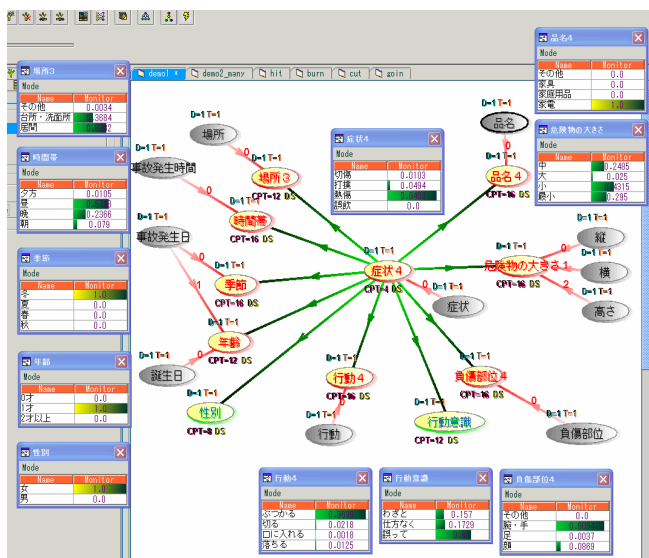 場所3
Mode
Name Monitor
その他 0.0034
台所・洗面所 .3684
居間
時間帯
Mode
Name Monitor
夕方 0.0105
昼
晩 0.2366
朝 0.079
季節
Mode
Name Monitor
冬 1.0
夏 0.0
春 0.0
秋 0.0
年齢
Mode
Name Monitor
0才 0.0
1才 1.0
2才以上 0.0
性別
Mode
Name Monitor
女 1.0
男 0.0
demo1 × demo2_many hit burn cut goin
D=1 T=1
場所
事故発生時間
D=1 T=1
場所3
CPT=12 DS
D=1 T=1
時間帯
CPT=16 DS
事故発生日
D=1 T=1
季節
CPT=16 DS
D=1 T=1
年齢
CPT=12 DS
D=1 T=1
誕生日
D=1 T=1
性別
CPT=8 DS
症状4
Mode
Name Monitor
切傷 0.0103
打撲 0.0494
熱傷
誤飲 0.0
D=1 T=1
症状4
CPT=4 DS
D=1 T=1
症状
D=1 T=1
行動4
CPT=16 DS
D=1 T=1
行動
D=1 T=1
行動意識
CPT=12 DS
D=1 T=1
品名
D=1 T=1
品名4
CPT=16 DS
D=1 T=1
危険物の大きさ1
CPT=16 DS
D=1 T=1
縦
D=1 T=1
横
D=1 T=1
高さ
D=1 T=1
負傷部位4
CPT=16 DS
D=1 T=1
負傷部位
品名4
Mode
Name Monitor
その他 0.0
家具 0.0
家庭用品 0.0
家電 1.0
危険物の大きさ
Mode
Name Monitor
中 0.2485
大 0.025
小 .4315
最小 0.295
行動4
Mode
Name Monitor
ぶつかる
切る 0.0218
口に入れる 0.0018
落ちる 0.0125
行動意識
Mode
Name Monitor
わざと 0.157
仕方なく 0.1729
誤って
負傷部位4
Mode
Name Monitor
その他 0.0
腕・手
足 0.0037
顔 0.0869